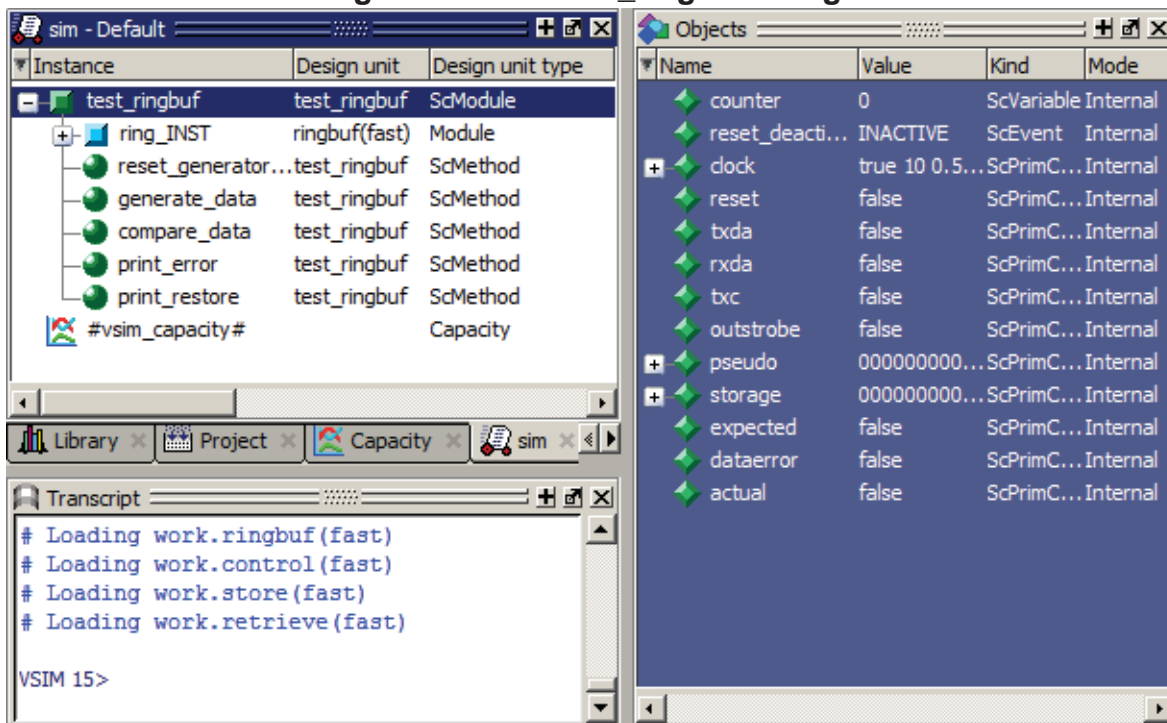 sim - Default
Instance Design unit Design unit type
test_ringbuf test_ringbuf ScModule
ring_INST ringbuf(fast) Module
reset_generator... test_ringbuf ScMethod
generate_data test_ringbuf ScMethod
compare_data test_ringbuf ScMethod
print_error test_ringbuf ScMethod
print_restore test_ringbuf ScMethod
#vsim_capacity# Capacity
Library Project Capacity sim
Transcript
# Loading work.ringbuf(fast)
# Loading work.control(fast)
# Loading work.store(fast)
# Loading work.retrieve(fast)
VSIM 15>
Objects
Name Value Kind Mode
counter 0 ScVariable Internal
reset_deacti... INACTIVE ScEvent Internal
clock true 10 0.5... ScPrimC... Internal
reset false ScPrimC... Internal
txda false ScPrimC... Internal
rxda false ScPrimC... Internal
txc false ScPrimC... Internal
outstrobe false ScPrimC... Internal
pseudo 000000000... ScPrimC... Internal
storage 000000000... ScPrimC... Internal
expected false ScPrimC... Internal
dataerror false ScPrimC... Internal
actual false ScPrimC... Internal